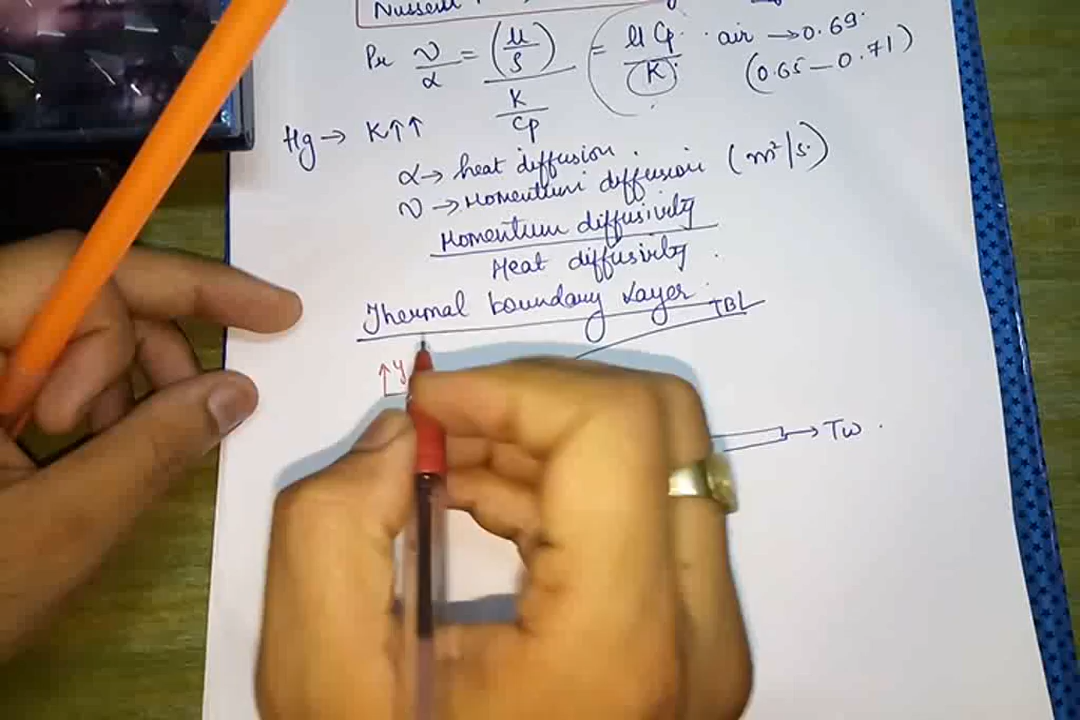 Nusselt
Pr ν/α = (μ/ρ)/(K/Cp) = μ Cp/K · air → 0.69·
(0.65 – 0.71)
Hg → K↑↑
α → heat diffusion.
ν → Momentum diffusion (m²/s.)
Momentum diffusivity
Heat diffusivity.
Thermal boundary Layer.
TBL
↑y
→ Tw.